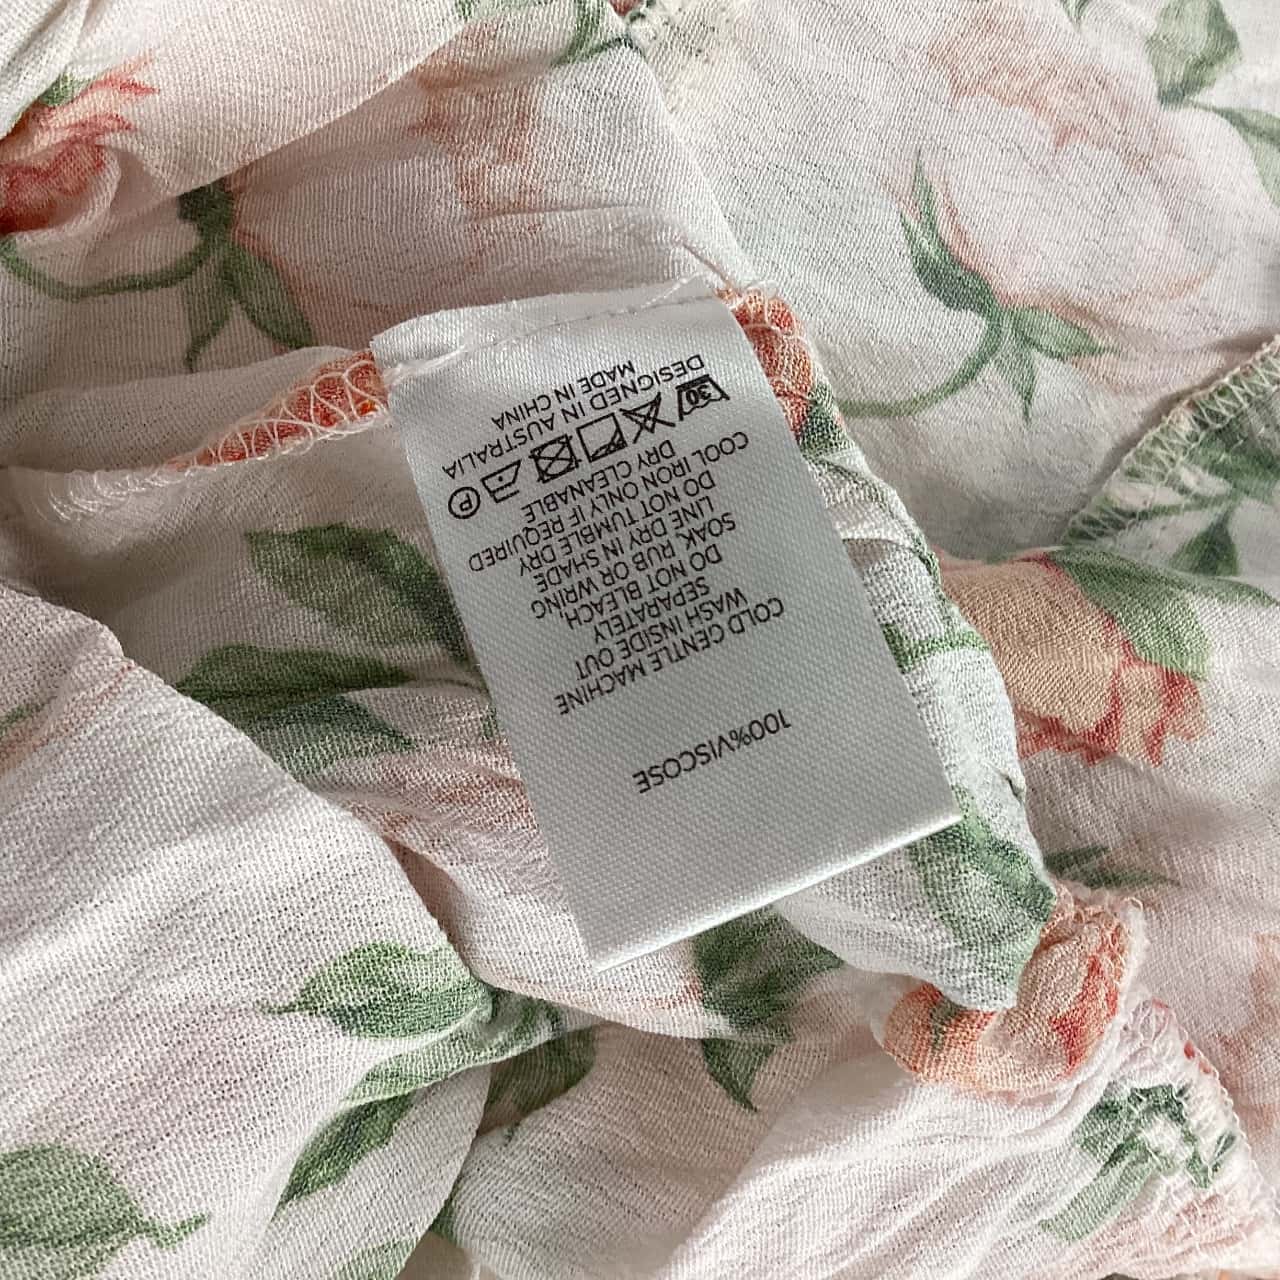 100%VISCOSE
COLD GENTLE MACHINE
WASH INSIDE OUT
SEPARATELY
DO NOT BLEACH,
SOAK, RUB OR WRING
LINE DRY IN SHADE
DO NOT TUMBLE DRY
COOL IRON ONLY IF REQUIRED
DRY CLEANABLE
30 P
DESIGNED IN AUSTRALIA
MADE IN CHINA